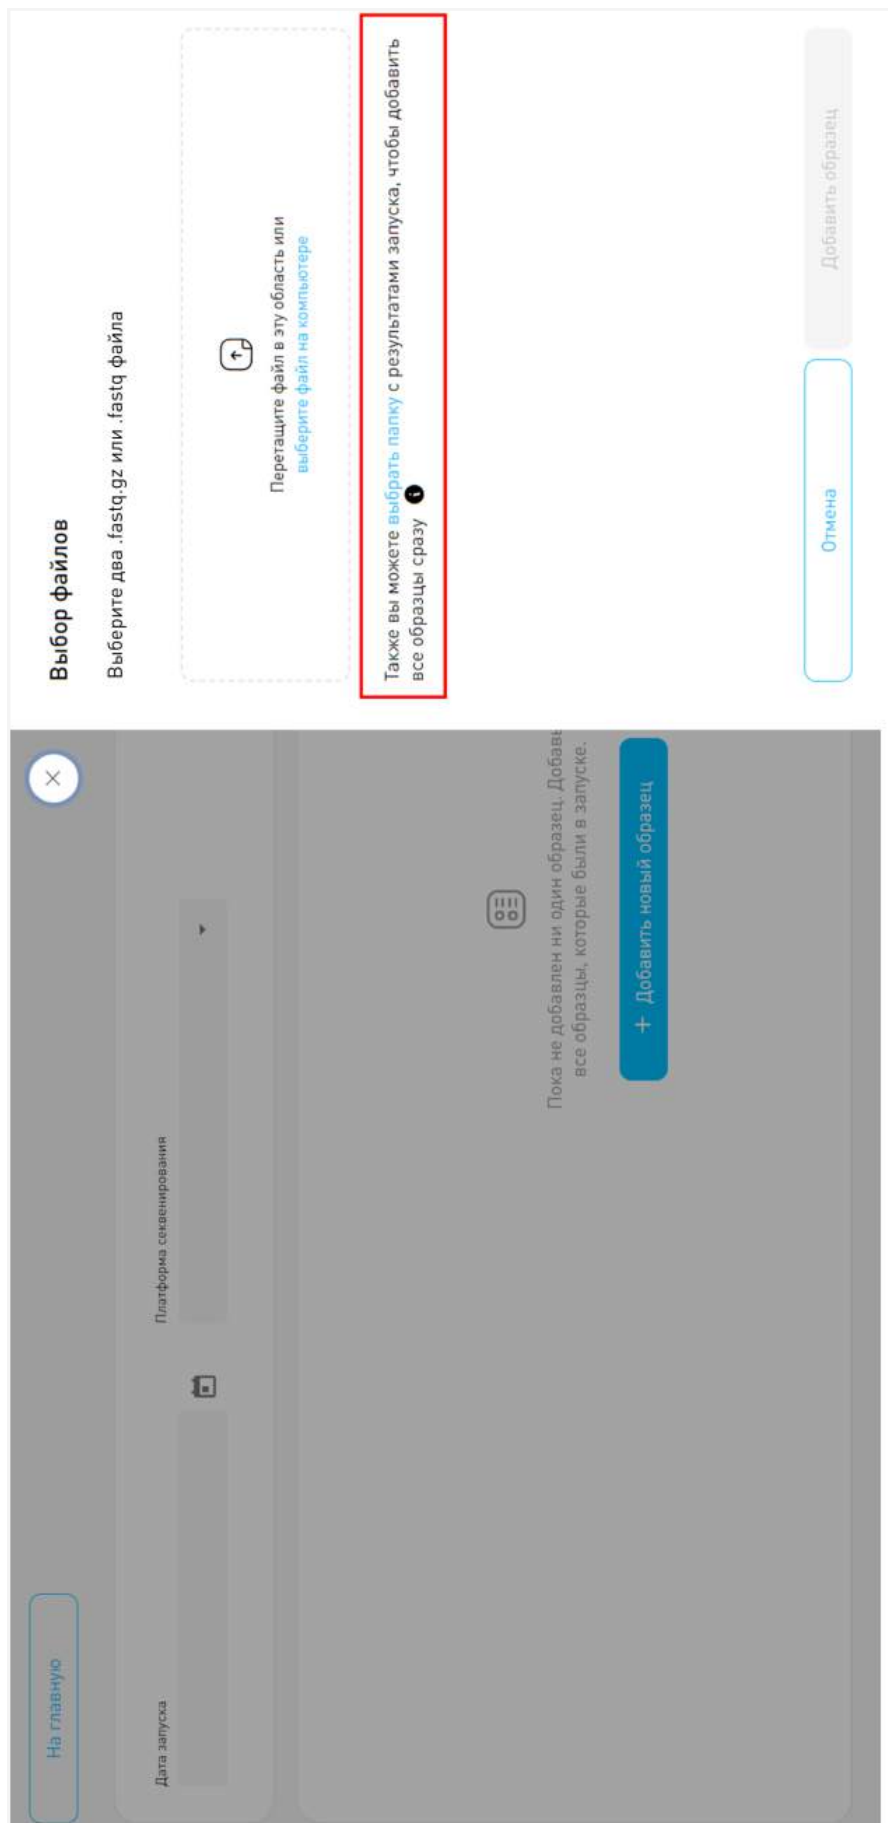 На главную
Дата запуска
Платформа секвенирования
Пока не добавлен ни один образец. Добавь
все образцы, которые были в запуске.
+ Добавить новый образец
Выбор файлов
Выберите два .fastq.gz или .fastq файла
Перетащите файл в эту область или
выберите файл на компьютере
Также вы можете выбрать папку с результатами запуска, чтобы добавить
все образцы сразу
Отмена
Добавить образец